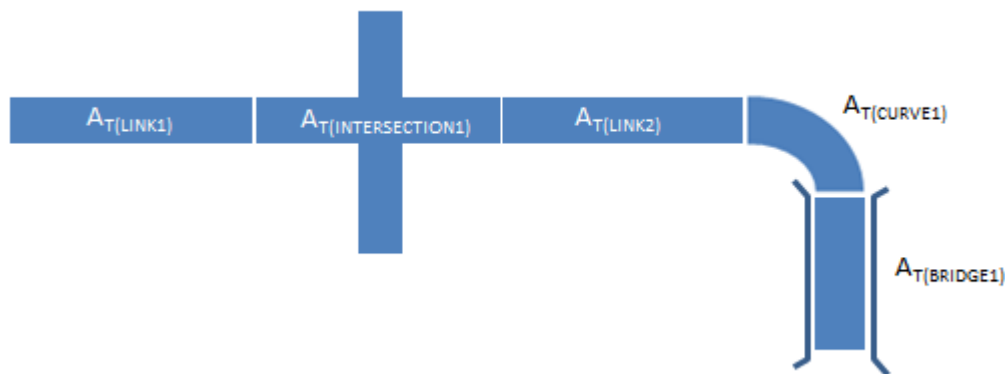 AT(LINK1)
AT(INTERSECTION1)
AT(LINK2)
AT(CURVE1)
AT(BRIDGE1)